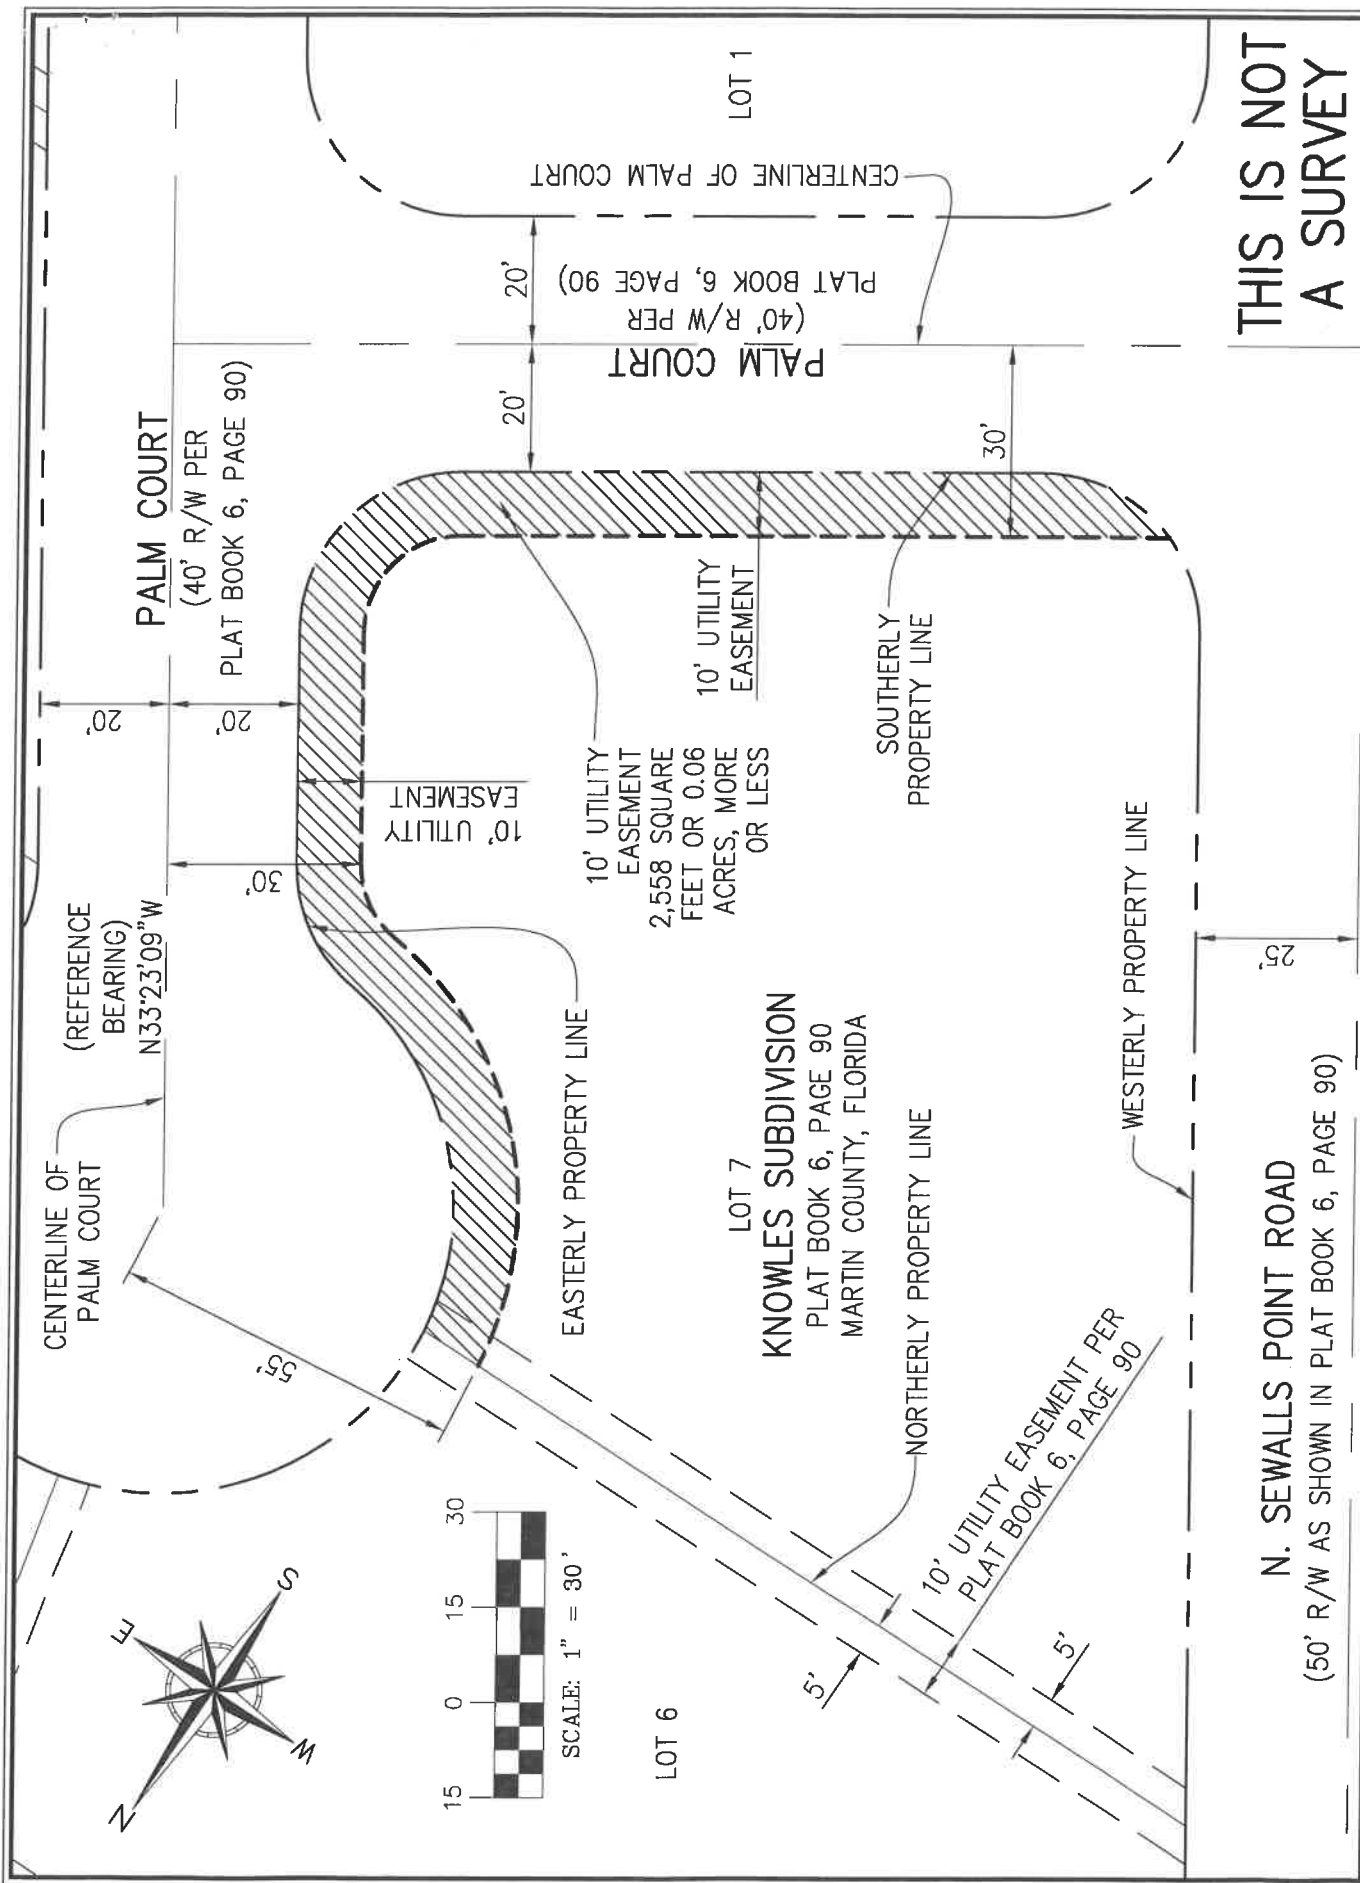 CENTERLINE OF
PALM COURT
(REFERENCE
BEARING)
N33°23'09"W
PALM COURT
(40' R/W PER
PLAT BOOK 6, PAGE 90)
20'
20'
30'
55'
10' UTILITY
EASEMENT
EASTERLY PROPERTY LINE
10' UTILITY
EASEMENT
2,558 SQUARE
FEET OR 0.06
ACRES, MORE
OR LESS
10' UTILITY
EASEMENT
20'
20'
30'
PALM COURT
(40' R/W PER
PLAT BOOK 6, PAGE 90)
CENTERLINE OF PALM COURT
LOT 1
SOUTHERLY
PROPERTY LINE
LOT 7
KNOWLES SUBDIVISION
PLAT BOOK 6, PAGE 90
MARTIN COUNTY, FLORIDA
NORTHERLY PROPERTY LINE
WESTERLY PROPERTY LINE
25'
10' UTILITY EASEMENT PER
PLAT BOOK 6, PAGE 90
5'
5'
N
E
S
W
15
0
15
30
SCALE: 1" = 30'
LOT 6
N. SEWALLS POINT ROAD
(50' R/W AS SHOWN IN PLAT BOOK 6, PAGE 90)
THIS IS NOT
A SURVEY